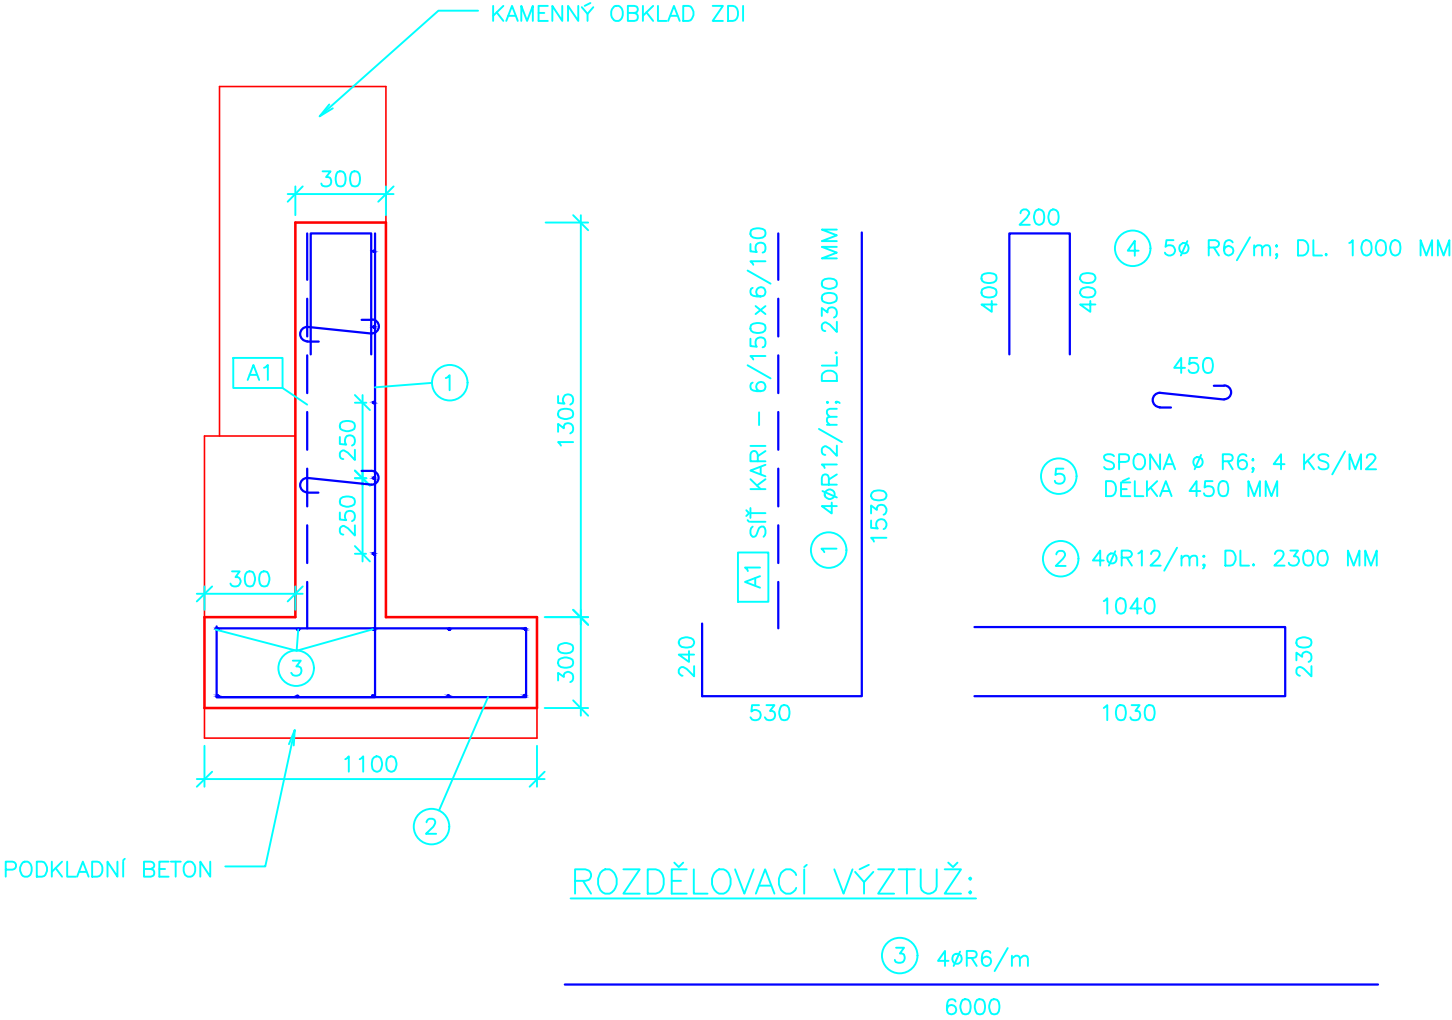 KAMENNÝ OBKLAD ZDI
300
A1
1
250
250
1305
300
300
3
1100
2
PODKLADNÍ BETON
A1 SÍŤ KARI – 6/150x6/150
1 4øR12/m; DL. 2300 MM
1530
240
530
200
400
400
4 5ø R6/m; DL. 1000 MM
450
5 SPONA ø R6; 4 KS/M2
DÉLKA 450 MM
2 4øR12/m; DL. 2300 MM
1040
230
1030
ROZDĚLOVACÍ VÝZTUŽ:
3 4øR6/m
6000